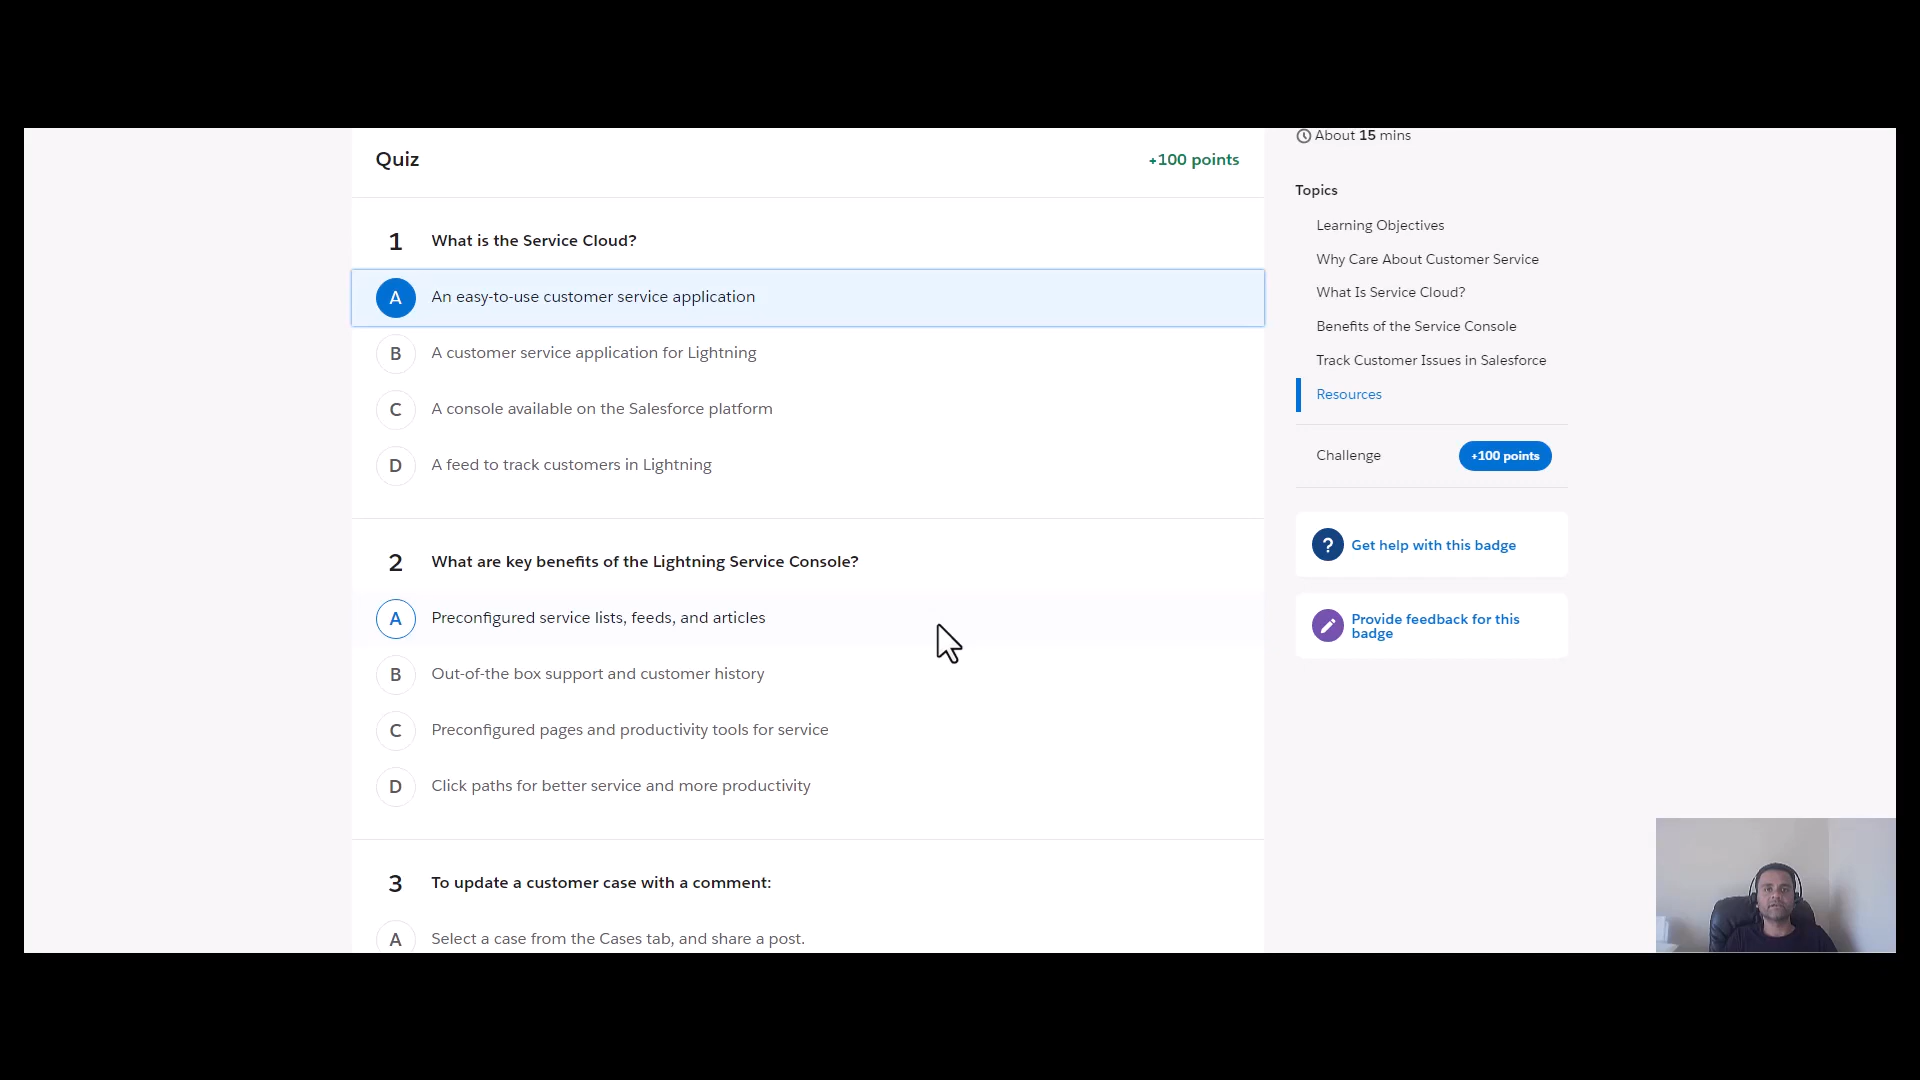 Quiz
+100 points
1
What is the Service Cloud?
A
An easy-to-use customer service application
B
A customer service application for Lightning
C
A console available on the Salesforce platform
D
A feed to track customers in Lightning
2
What are key benefits of the Lightning Service Console?
A
Preconfigured service lists, feeds, and articles
B
Out-of-the box support and customer history
C
Preconfigured pages and productivity tools for service
D
Click paths for better service and more productivity
3
To update a customer case with a comment:
A
Select a case from the Cases tab, and share a post.
About 15 mins
Topics
Learning Objectives
Why Care About Customer Service
What Is Service Cloud?
Benefits of the Service Console
Track Customer Issues in Salesforce
Resources
Challenge
+100 points
?
Get help with this badge
Provide feedback for this
badge